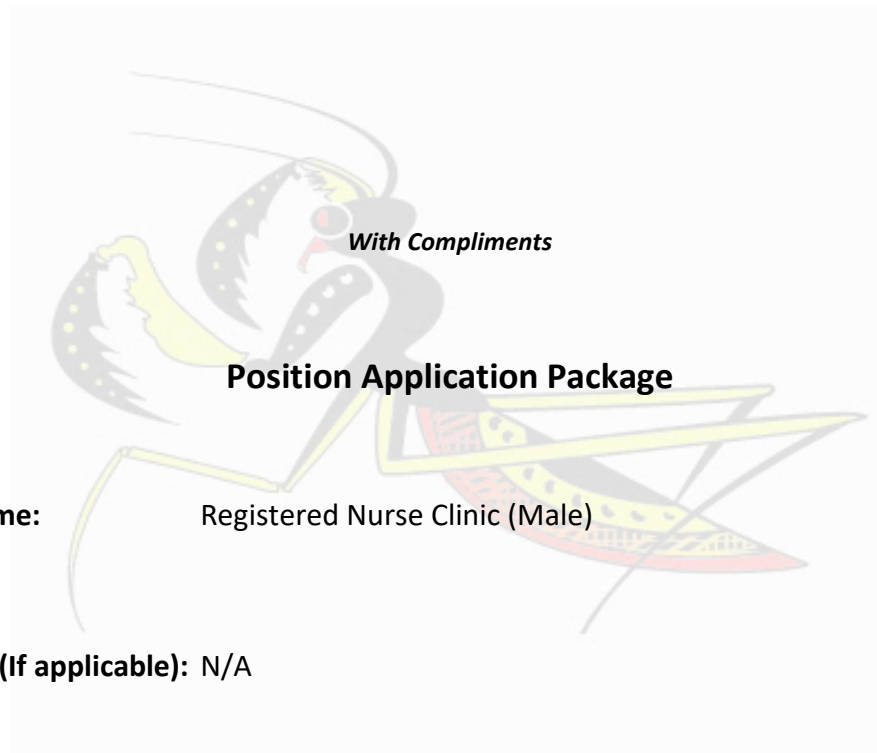 With Compliments
Position Application Package
me: Registered Nurse Clinic (Male)
(If applicable): N/A